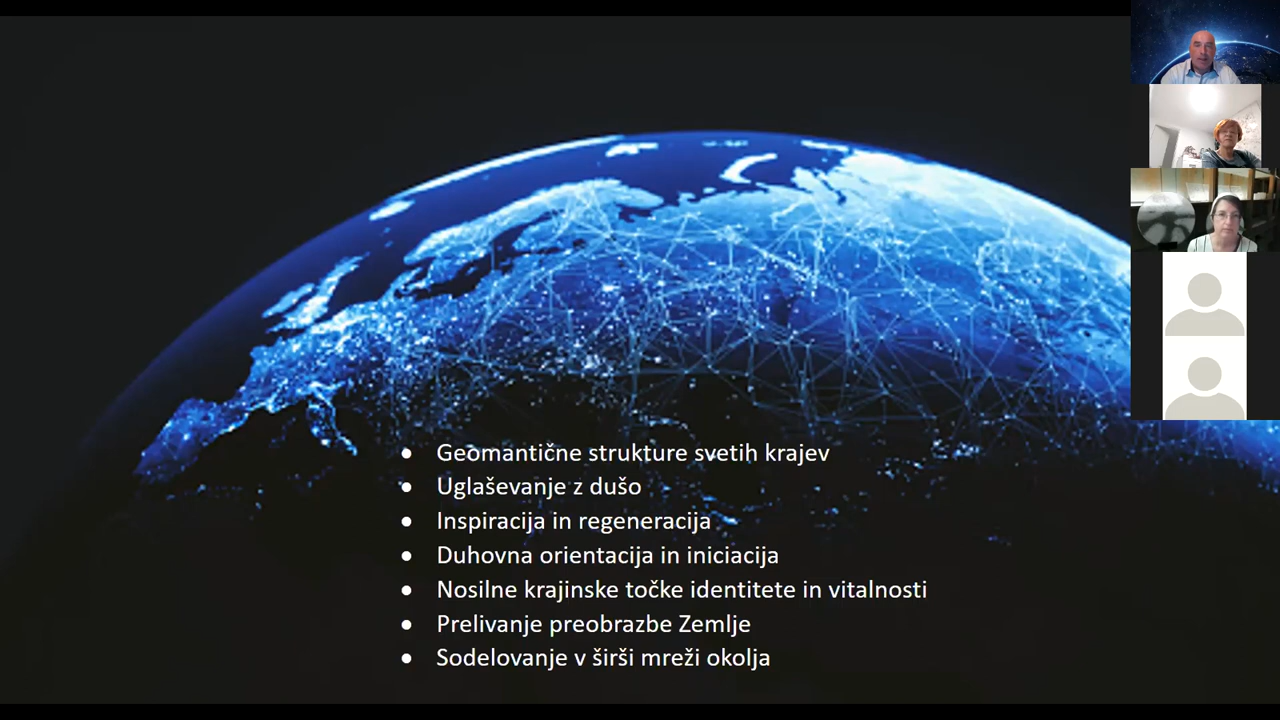 ● Geomantične strukture svetih krajev
● Uglaševanje z dušo
● Inspiracija in regeneracija
● Duhovna orientacija in iniciacija
● Nosilne krajinske točke identitete in vitalnosti
● Prelivanje preobrazbe Zemlje
● Sodelovanje v širši mreži okolja